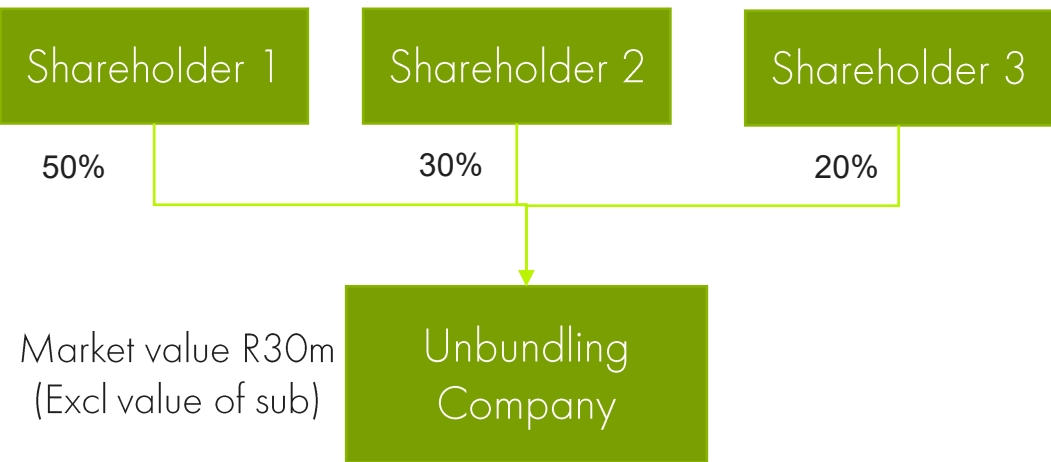 Shareholder 1
Shareholder 2
Shareholder 3
50%
30%
20%
Market value R30m
(Excl value of sub)
Unbundling
Company